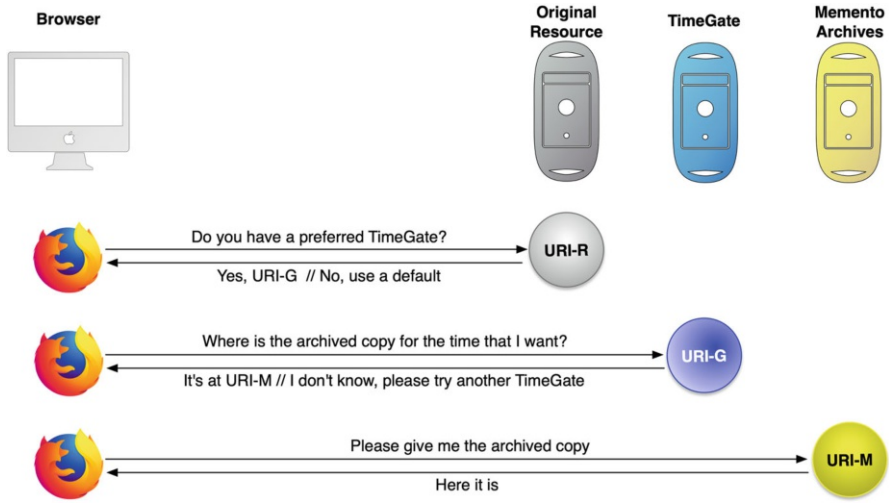 Browser
Original
Resource
TimeGate
Memento
Archives
Do you have a preferred TimeGate?
URI-R
Yes, URI-G // No, use a default
Where is the archived copy for the time that I want?
URI-G
It's at URI-M // I don't know, please try another TimeGate
Please give me the archived copy
URI-M
Here it is